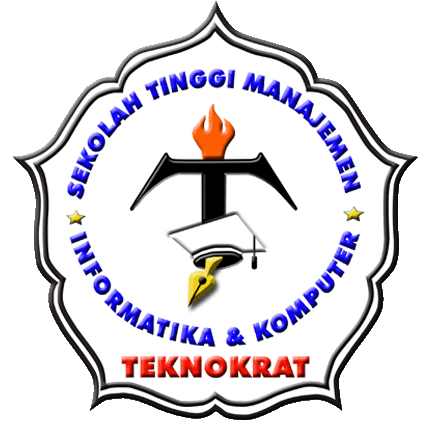 SEKOLAH TINGGI MANAJEMEN
INFORMATIKA & KOMPUTER
TEKNOKRAT